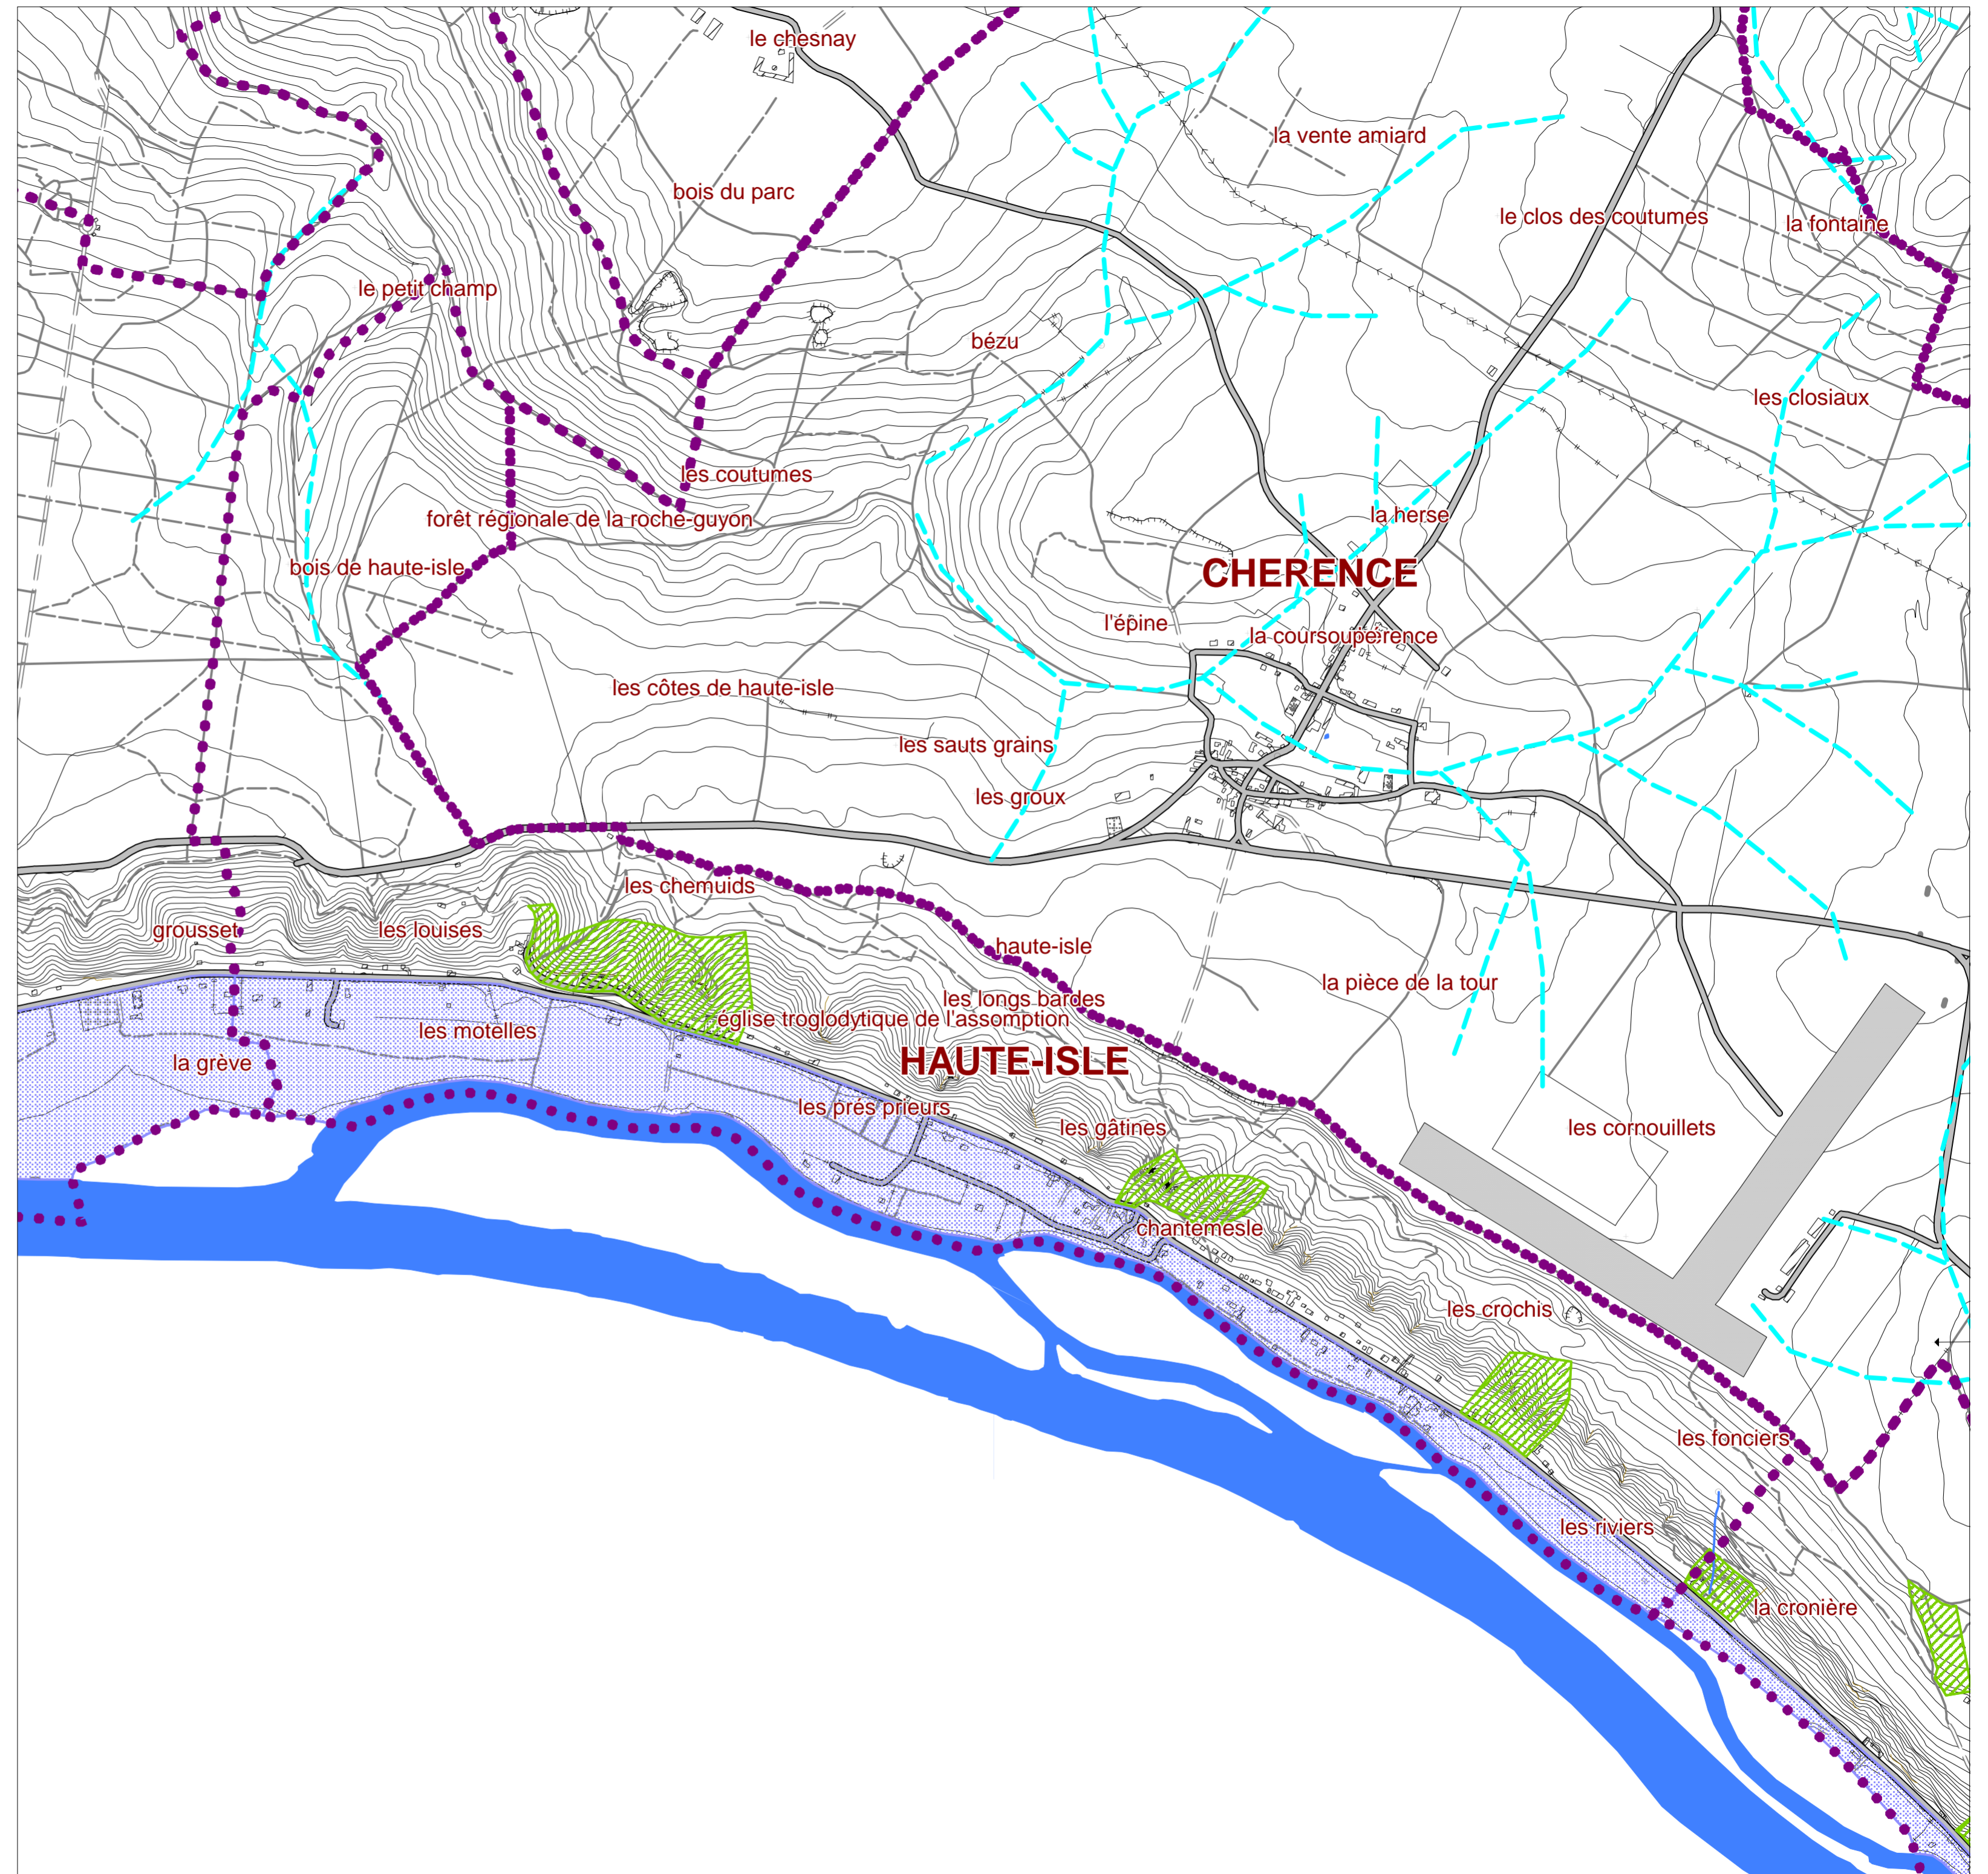 le chesnay
la vente amiard
bois du parc
le clos des coutumes
la fontaine
le petit champ
bézu
les closiaux
les coutumes
la herse
forêt régionale de la roche-guyon
bois de haute-isle
CHERENCE
l'épine
la coursoupérence
les côtes de haute-isle
les sauts grains
les groux
les chemuids
grousset
les louises
haute-isle
la pièce de la tour
les longs bardes
église troglodytique de l'assomption
les motelles
HAUTE-ISLE
la grève
les prés prieurs
les gâtines
les cornouillets
chantemesle
les crochis
les fonciers
les riviers
la cronière